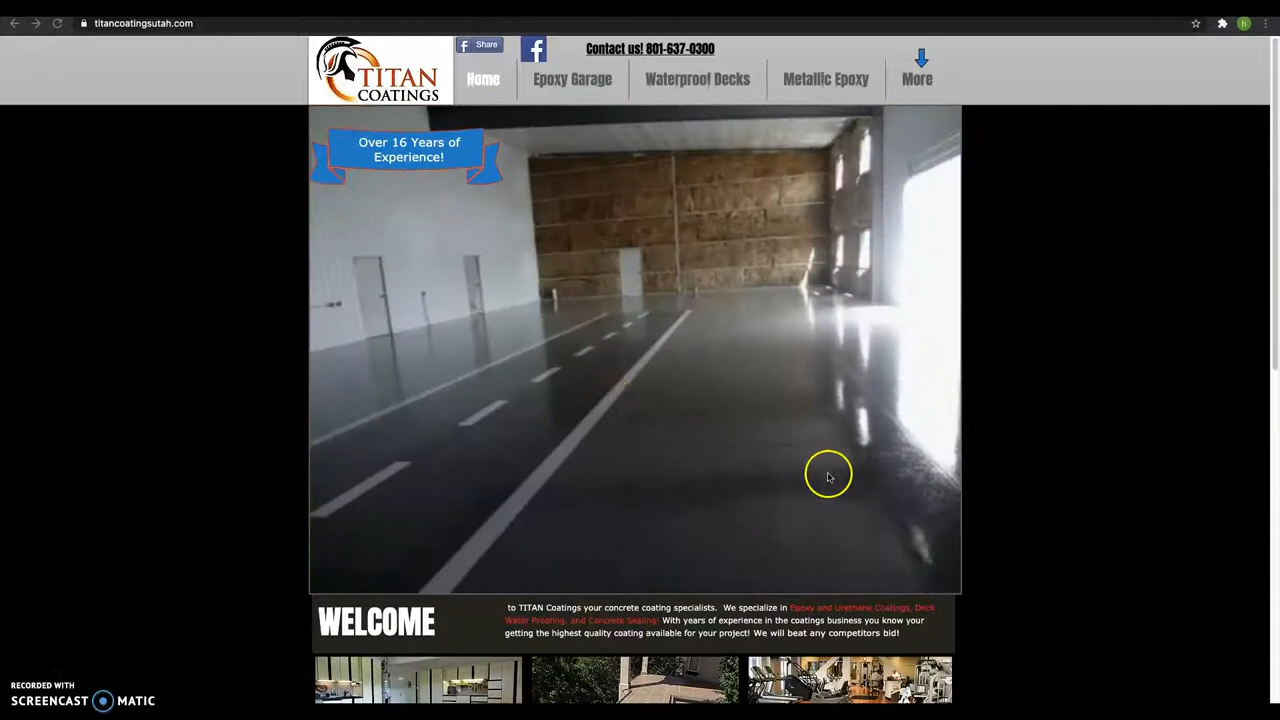 titancoatingsutah.com
h
TITAN
COATINGS
f Share
f
Contact us! 801-637-0300
Home
Epoxy Garage
Waterproof Decks
Metallic Epoxy
More
Over 16 Years of
Experience!
WELCOME
to TITAN Coatings your concrete coating specialists. We specialize in Epoxy and Urethane Coatings, Deck
Water Proofing, and Concrete Sealing! With years of experience in the coatings business you know your
getting the highest quality coating available for your project! We will beat any competitors bid!
RECORDED WITH
SCREENCAST MATIC